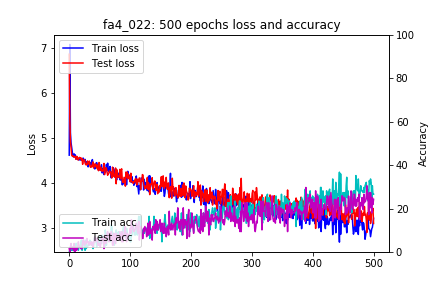 fa4_022: 500 epochs loss and accuracy
Train loss
Test loss
Train acc
Test acc
Loss
Accuracy
7
6
5
4
3
100
80
60
40
20
0
0
100
200
300
400
500